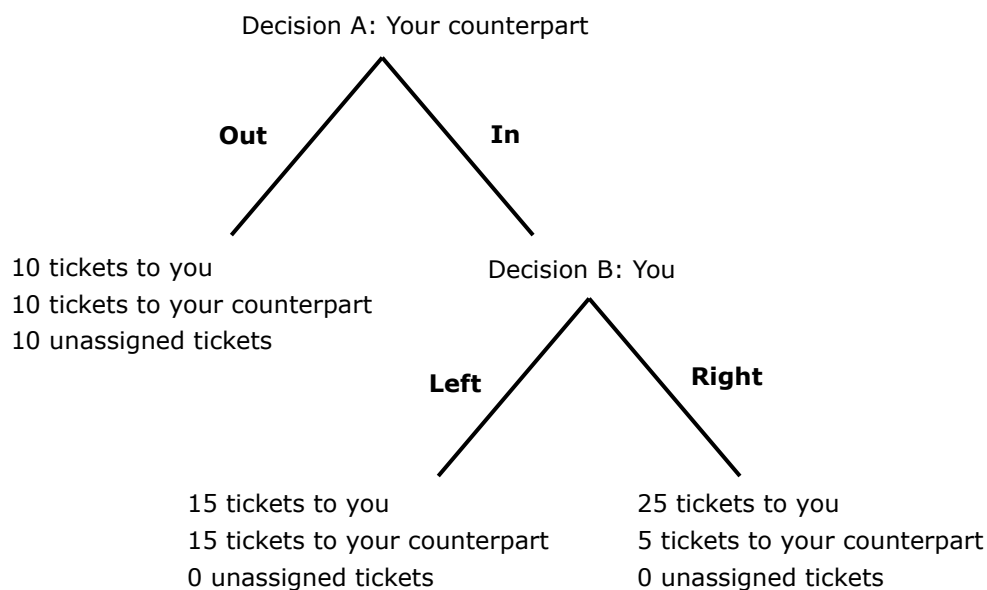 Decision A: Your counterpart
Out
In
10 tickets to you
10 tickets to your counterpart
10 unassigned tickets
Decision B: You
Left
Right
15 tickets to you
15 tickets to your counterpart
0 unassigned tickets
25 tickets to you
5 tickets to your counterpart
0 unassigned tickets